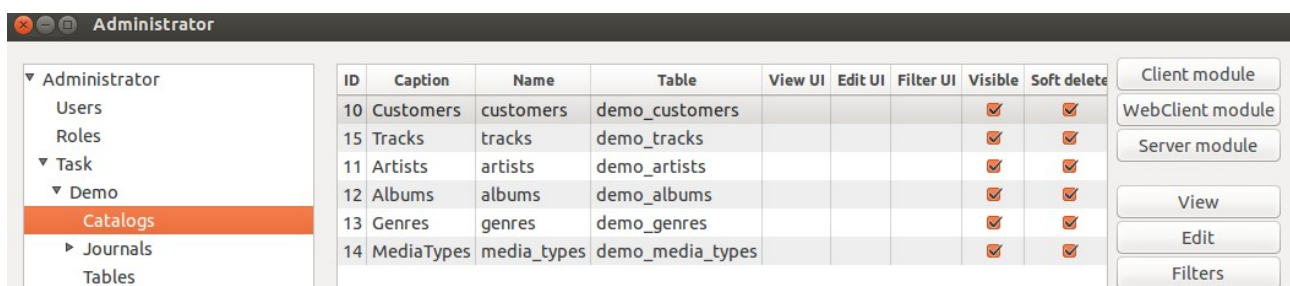 Administrator
Administrator
Users
Roles
Task
Demo
Catalogs
Journals
Tables
ID Caption Name Table View UI Edit UI Filter UI Visible Soft delete
10 Customers customers demo_customers
15 Tracks tracks demo_tracks
11 Artists artists demo_artists
12 Albums albums demo_albums
13 Genres genres demo_genres
14 MediaTypes media_types demo_media_types
Client module
WebClient module
Server module
View
Edit
Filters